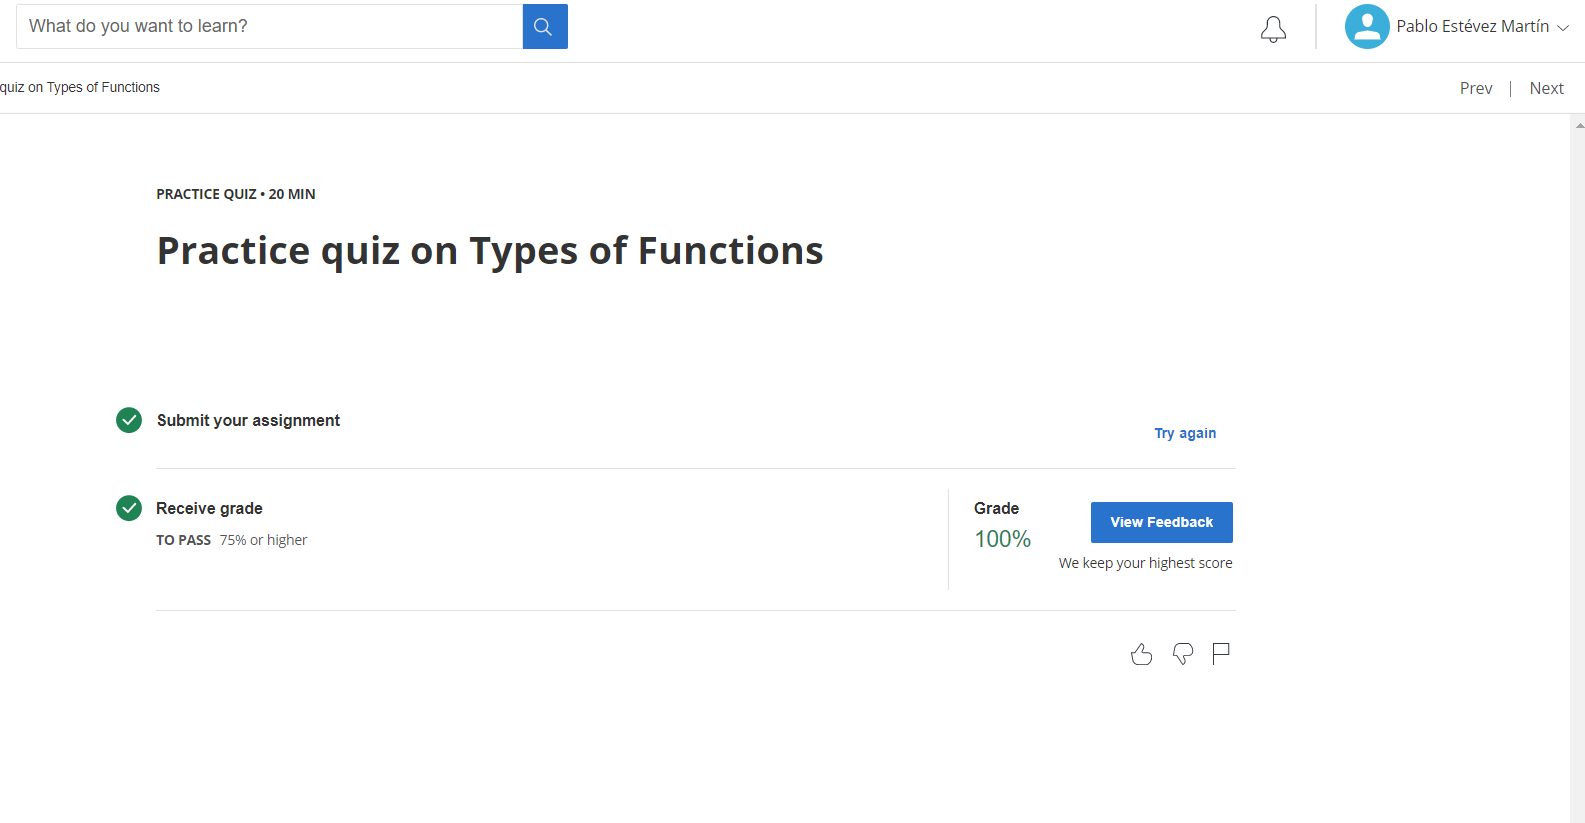 What do you want to learn?
Pablo Estévez Martín
quiz on Types of Functions
Prev | Next
PRACTICE QUIZ • 20 MIN
Practice quiz on Types of Functions
Submit your assignment
Try again
Receive grade
TO PASS 75% or higher
Grade
100%
View Feedback
We keep your highest score